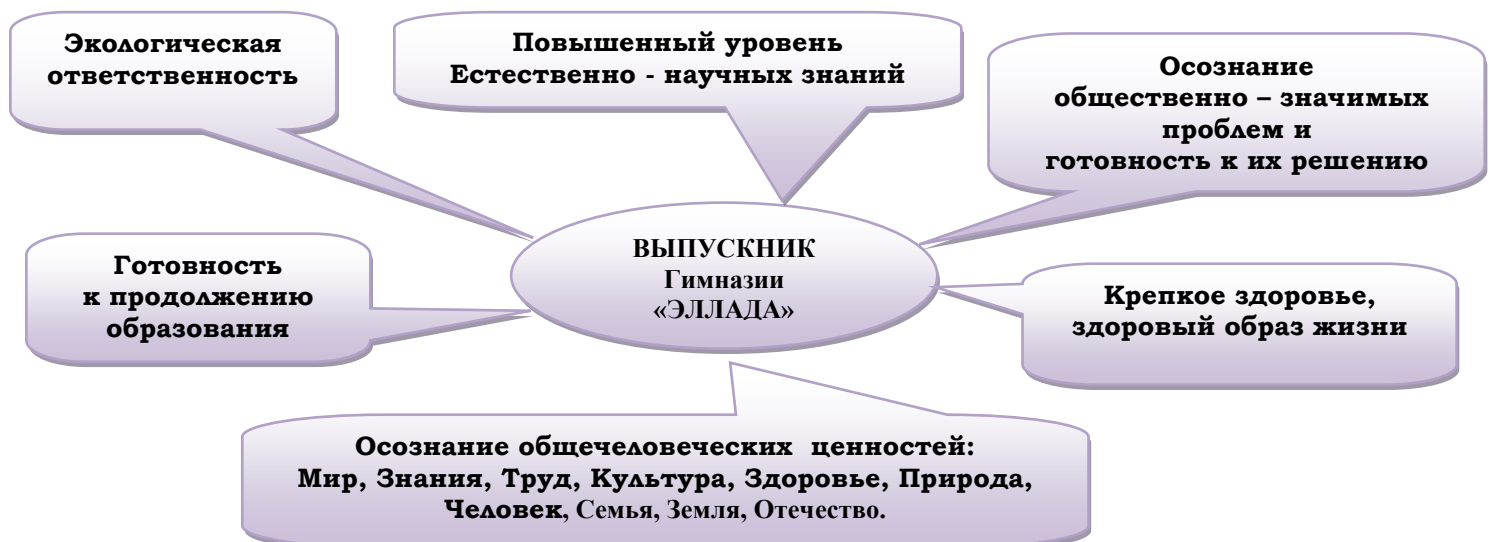 Экологическая
ответственность
Повышенный уровень
Естественно - научных знаний
Осознание
общественно – значимых
проблем и
готовность к их решению
ВЫПУСКНИК
Гимназии
«ЭЛЛАДА»
Готовность
к продолжению
образования
Крепкое здоровье,
здоровый образ жизни
Осознание общечеловеческих ценностей:
Мир, Знания, Труд, Культура, Здоровье, Природа,
Человек, Семья, Земля, Отечество.